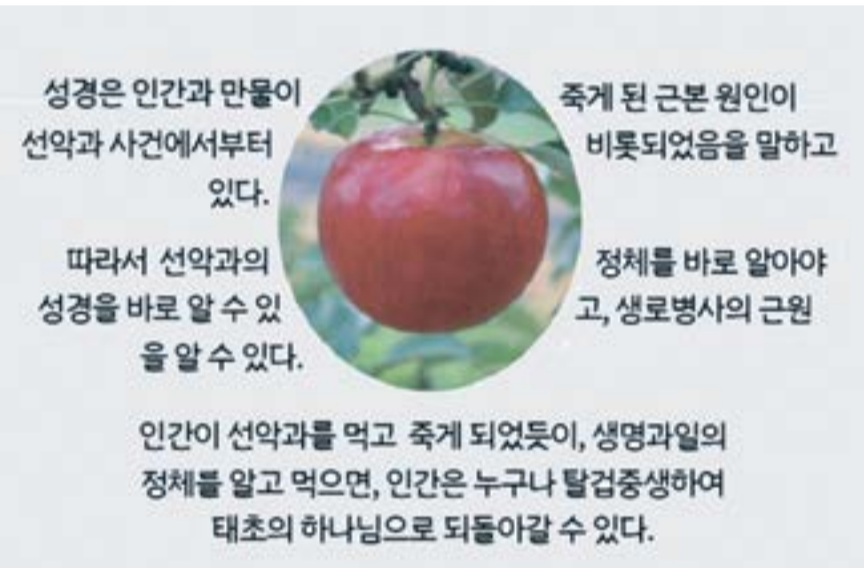 성경은 인간과 만물이 죽게 된 근본 원인이
선악과 사건에서부터 비롯되었음을 말하고
있다.
따라서 선악과의 정체를 바로 알아야
성경을 바로 알 수 있고, 생로병사의 근원
을 알 수 있다.
인간이 선악과를 먹고 죽게 되었듯이, 생명과일의
정체를 알고 먹으면, 인간은 누구나 탈겁중생하여
태초의 하나님으로 되돌아갈 수 있다.